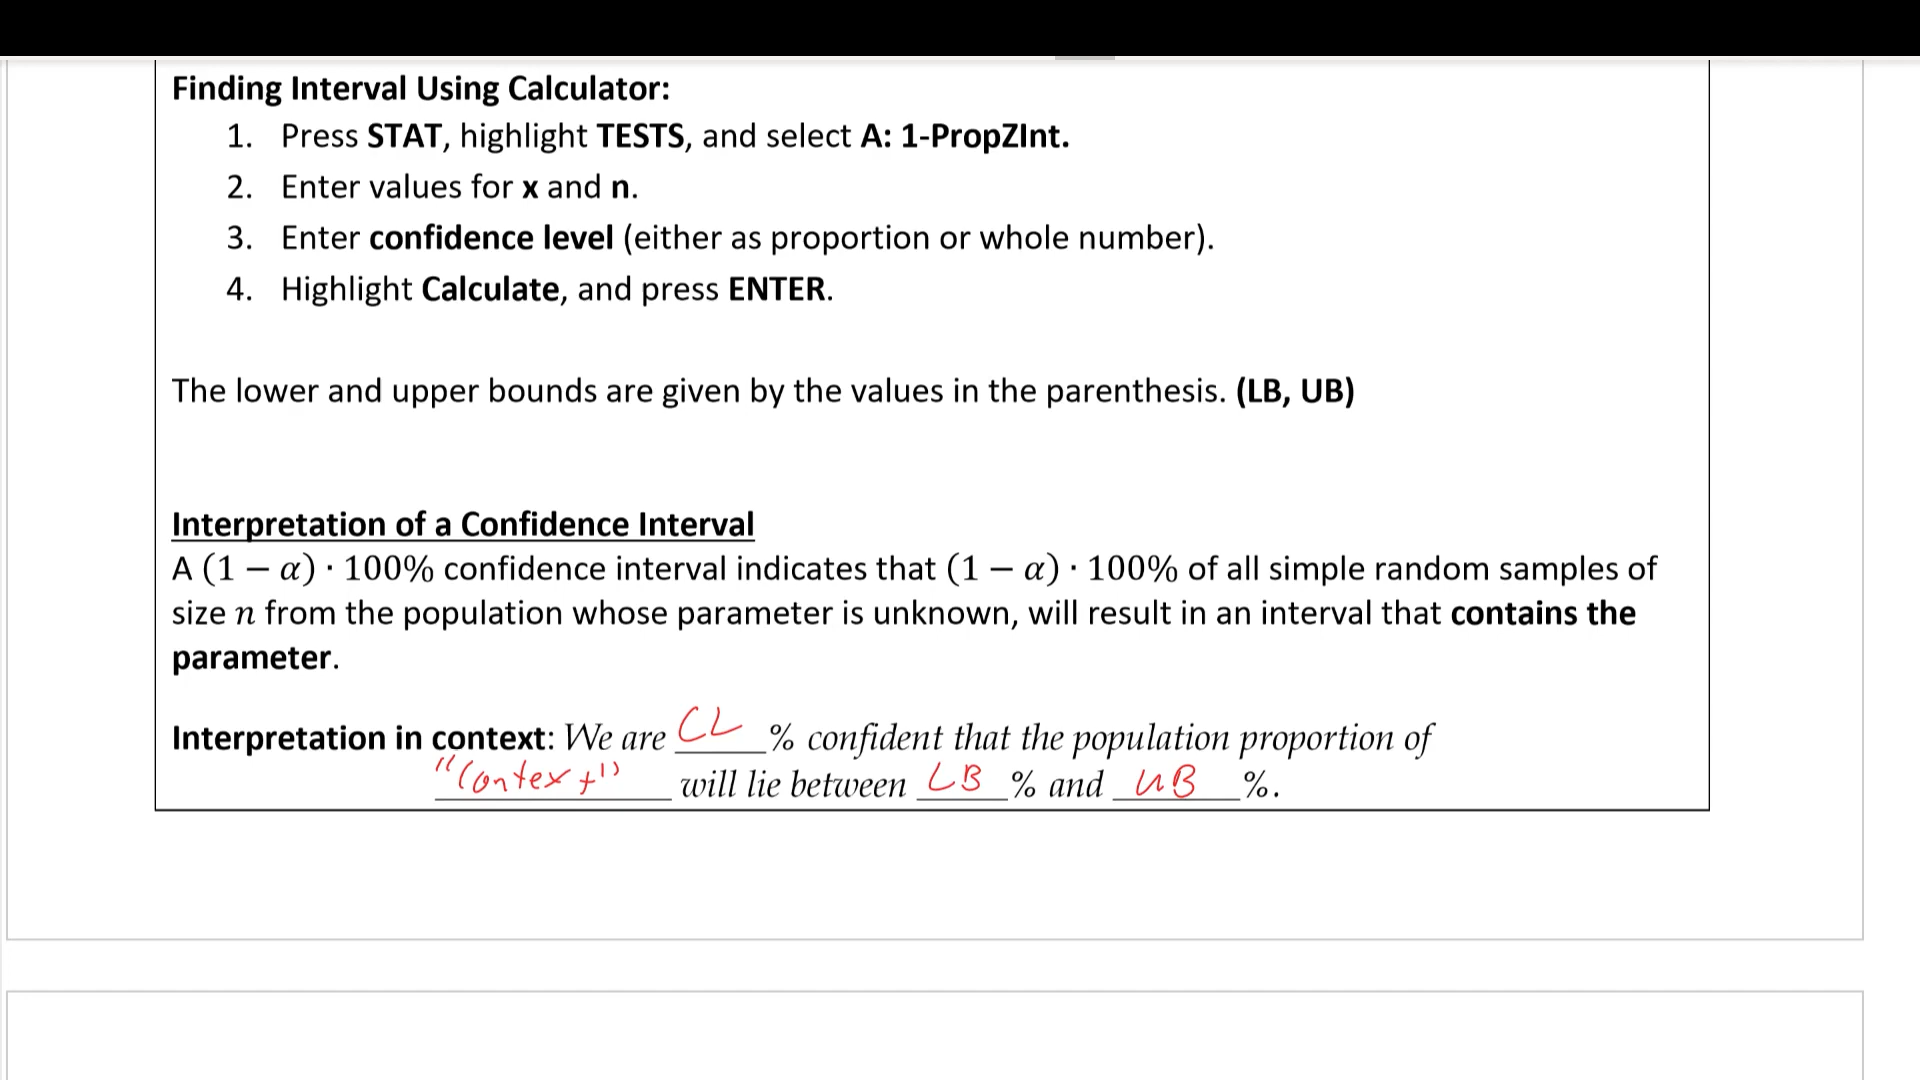 Finding Interval Using Calculator:
1. Press STAT, highlight TESTS, and select A: 1-PropZInt.
2. Enter values for x and n.
3. Enter confidence level (either as proportion or whole number).
4. Highlight Calculate, and press ENTER.
The lower and upper bounds are given by the values in the parenthesis. (LB, UB)
Interpretation of a Confidence Interval
A (1 − α) · 100% confidence interval indicates that (1 − α) · 100% of all simple random samples of
size n from the population whose parameter is unknown, will result in an interval that contains the
parameter.
Interpretation in context: We are CL % confident that the population proportion of
"Context" will lie between LB % and UB %.